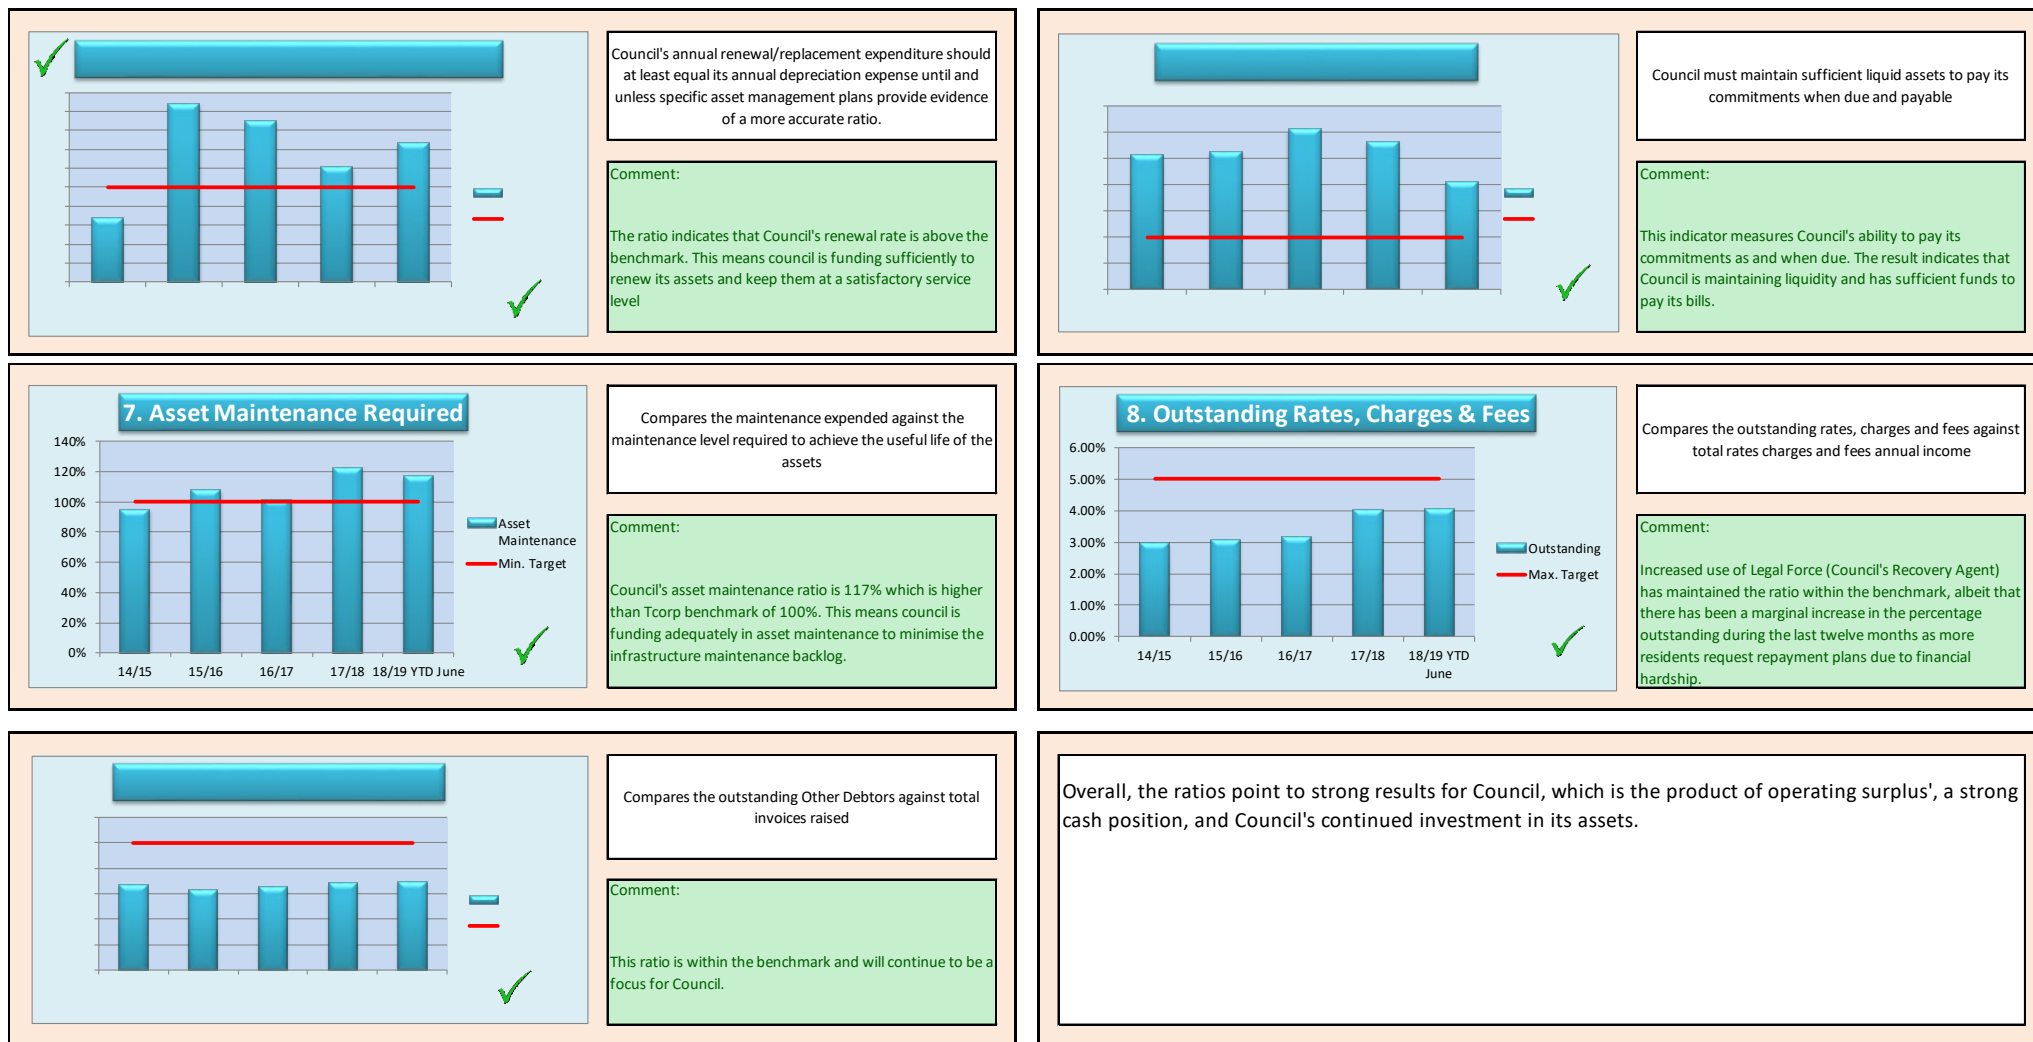 Council's annual renewal/replacement expenditure should
at least equal its annual depreciation expense until and
unless specific asset management plans provide evidence
of a more accurate ratio.
Comment:
The ratio indicates that Council's renewal rate is above the
benchmark. This means council is funding sufficiently to
renew its assets and keep them at a satisfactory service
level
Council must maintain sufficient liquid assets to pay its
commitments when due and payable
Comment:
This indicator measures Council's ability to pay its
commitments as and when due. The result indicates that
Council is maintaining liquidity and has sufficient funds to
pay its bills.
7. Asset Maintenance Required
140%
120%
100%
80%
60%
40%
20%
0%
14/15
15/16
16/17
17/18
18/19 YTD June
Asset
Maintenance
Min. Target
Compares the maintenance expended against the
maintenance level required to achieve the useful life of the
assets
Comment:
Council's asset maintenance ratio is 117% which is higher
than Tcorp benchmark of 100%. This means council is
funding adequately in asset maintenance to minimise the
infrastructure maintenance backlog.
8. Outstanding Rates, Charges & Fees
6.00%
5.00%
4.00%
3.00%
2.00%
1.00%
0.00%
14/15
15/16
16/17
17/18
18/19 YTD
June
Outstanding
Max. Target
Compares the outstanding rates, charges and fees against
total rates charges and fees annual income
Comment:
Increased use of Legal Force (Council's Recovery Agent)
has maintained the ratio within the benchmark, albeit that
there has been a marginal increase in the percentage
outstanding during the last twelve months as more
residents request repayment plans due to financial
hardship.
Compares the outstanding Other Debtors against total
invoices raised
Comment:
This ratio is within the benchmark and will continue to be a
focus for Council.
Overall, the ratios point to strong results for Council, which is the product of operating surplus', a strong
cash position, and Council's continued investment in its assets.